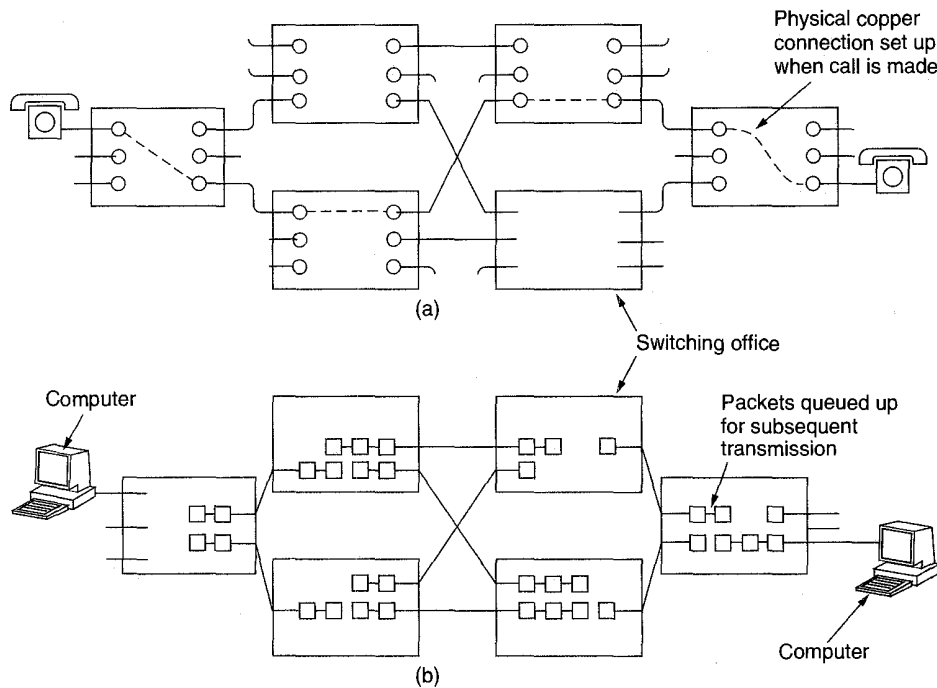 Physical copper
connection set up
when call is made
(a)
Switching office
Computer
Packets queued up
for subsequent
transmission
Computer
(b)